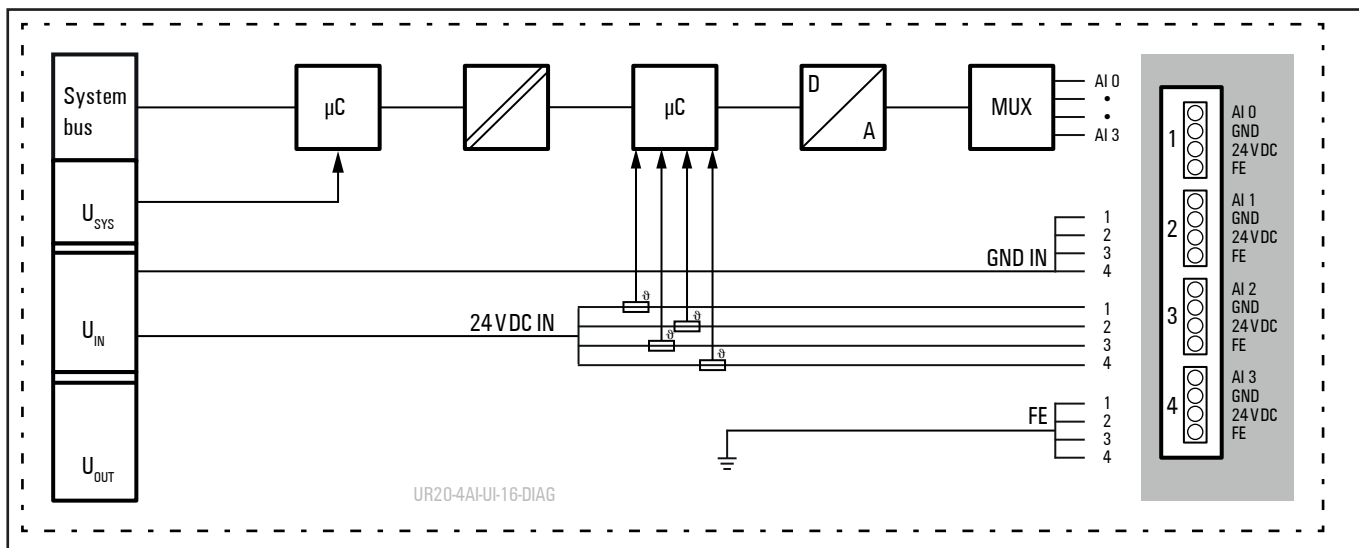 System
bus
µC
µC
D
A
MUX
AI 0
•
•
AI 3
U SYS
GND IN
1
2
3
4
U IN
24 V DC IN
ϑ
ϑ
ϑ
ϑ
1
2
3
4
FE
1
2
3
4
U OUT
UR20-4AI-UI-16-DIAG
1
AI 0
GND
24 V DC
FE
2
AI 1
GND
24 V DC
FE
3
AI 2
GND
24 V DC
FE
4
AI 3
GND
24 V DC
FE